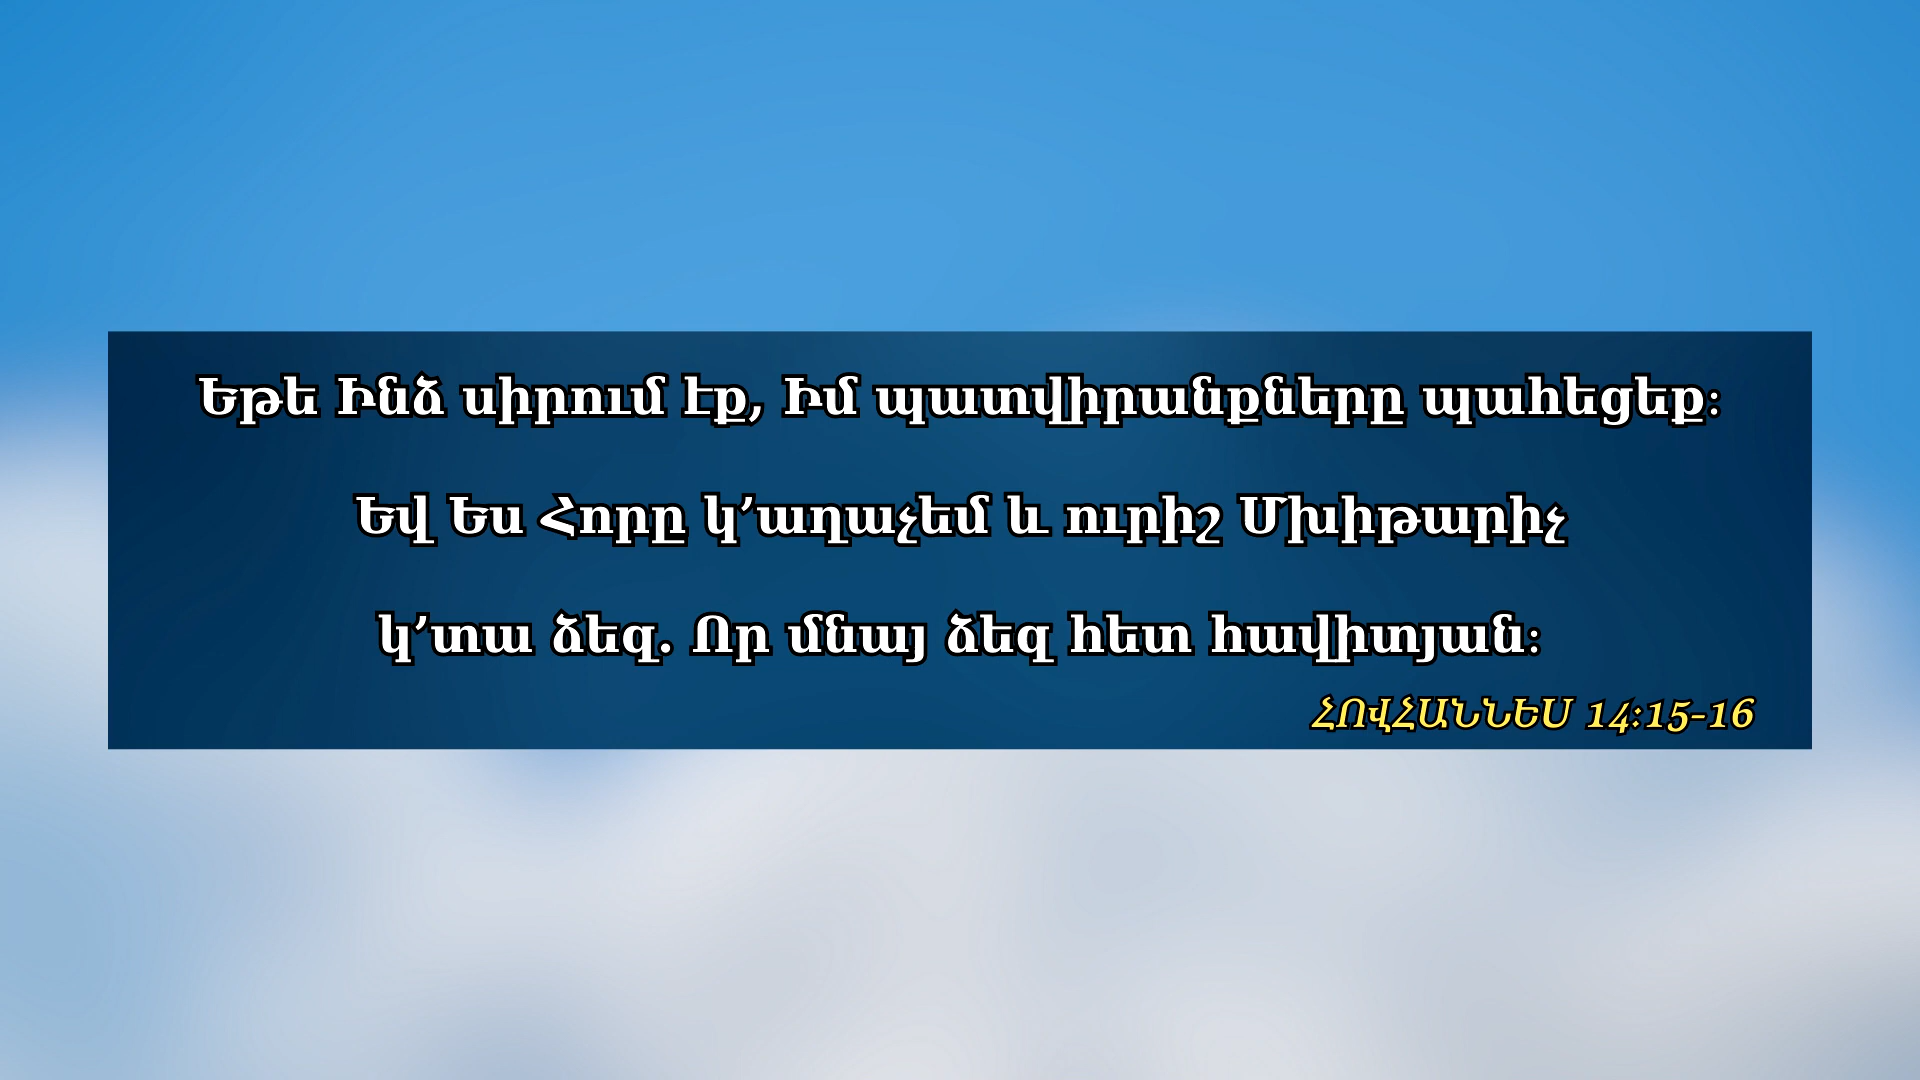 Եթե Ինձ սիրում էք, Իմ պատվիրանքները պահեցեք։
Եվ Ես Հորը կ’աղաչեմ և ուրիշ Մխիթարիչ
կ’տա ձեզ. Որ մնայ ձեզ հետ հավիտյան։
ՀՈՎՀԱՆՆԵՍ 14:15-16